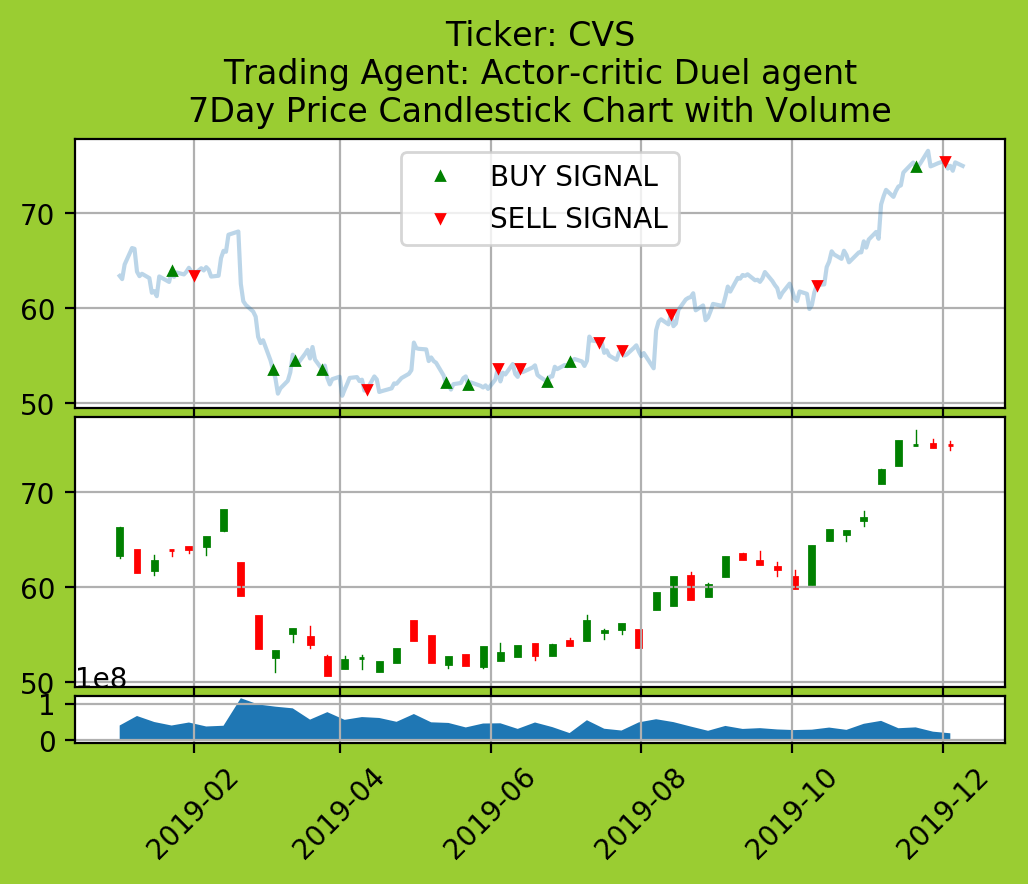 Ticker: CVS
Trading Agent: Actor-critic Duel agent
7Day Price Candlestick Chart with Volume
BUY SIGNAL
SELL SIGNAL
70
60
50
70
60
50
1e8
1
0
2019-02
2019-04
2019-06
2019-08
2019-10
2019-12